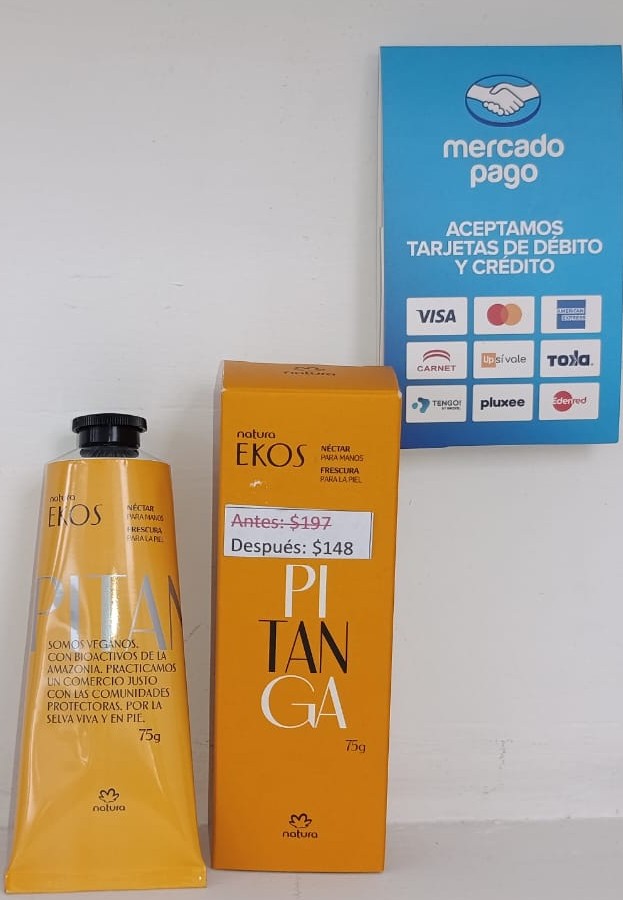 mercado
pago
ACEPTAMOS
TARJETAS DE DÉBITO
Y CRÉDITO
VISA
AMERICAN
EXPRESS
CARNET
Up sí vale
TOKA
TENGO!
pluxee
Edenred
natura
natura
EKOS
NÉCTAR
PARA MANOS
FRESCURA
PARA LA PIEL
Antes: $197
Después: $148
PI
TAN
GA
75g
natura
natura
EKOS
NÉCTAR
PARA MANOS
FRESCURA
PARA LA PIEL
PITAN
SOMOS VEGANOS.
CON BIOACTIVOS DE LA
AMAZONIA. PRACTICAMOS
UN COMERCIO JUSTO
CON LAS COMUNIDADES
PROTECTORAS. POR LA
SELVA VIVA Y EN PIE.
75g
natura